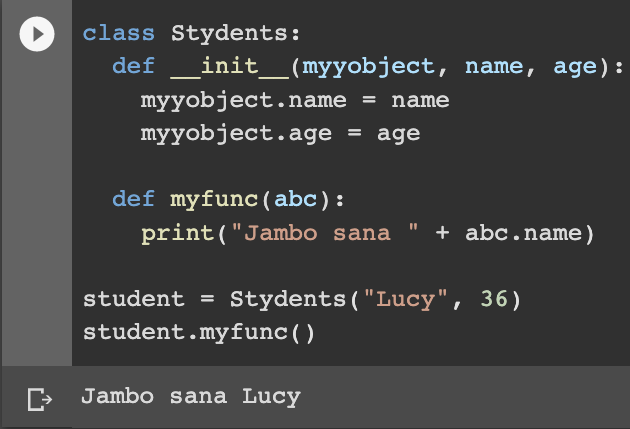 class Stydents:
  def __init__(myyobject, name, age):
    myyobject.name = name
    myyobject.age = age

  def myfunc(abc):
    print("Jambo sana " + abc.name)

student = Stydents("Lucy", 36)
student.myfunc()
Jambo sana Lucy